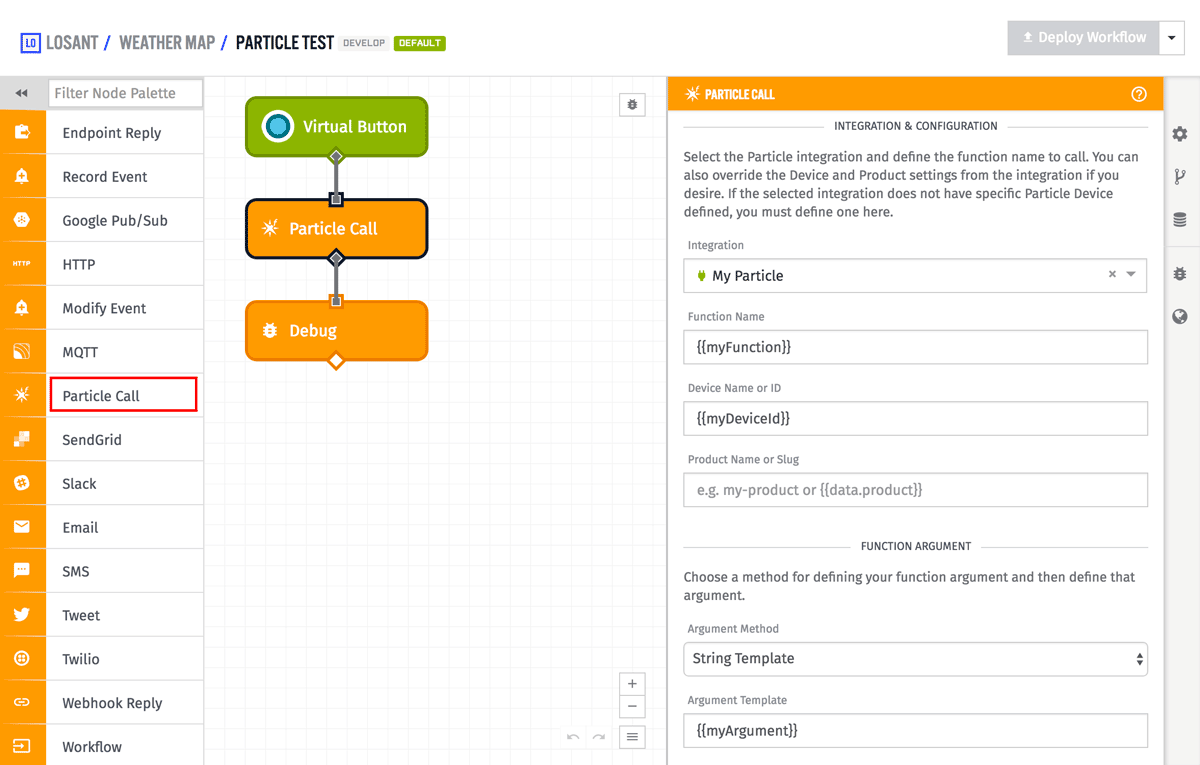 LO LOSANT / WEATHER MAP / PARTICLE TEST DEVELOP DEFAULT
Deploy Workflow
Filter Node Palette
Endpoint Reply
Record Event
Google Pub/Sub
HTTP HTTP
Modify Event
MQTT
Particle Call
SendGrid
Slack
Email
SMS
Tweet
Twilio
Webhook Reply
Workflow
Virtual Button
Particle Call
Debug
PARTICLE CALL
INTEGRATION & CONFIGURATION
Select the Particle integration and define the function name to call. You can
also override the Device and Product settings from the integration if you
desire. If the selected integration does not have specific Particle Device
defined, you must define one here.
Integration
My Particle
Function Name
{{myFunction}}
Device Name or ID
{{myDeviceId}}
Product Name or Slug
e.g. my-product or {{data.product}}
FUNCTION ARGUMENT
Choose a method for defining your function argument and then define that
argument.
Argument Method
String Template
Argument Template
{{myArgument}}